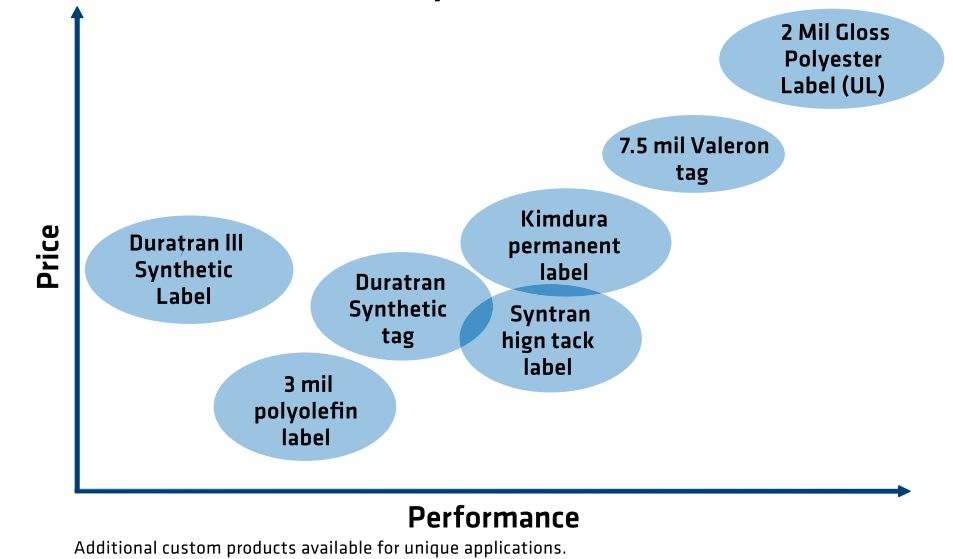 2 Mil Gloss
Polyester
Label (UL)
7.5 mil Valeron
tag
Kimdura
permanent
label
Duratran III
Synthetic
Label
Duratran
Synthetic
tag
Syntran
hign tack
label
3 mil
polyolefin
label
Price
Performance
Additional custom products available for unique applications.